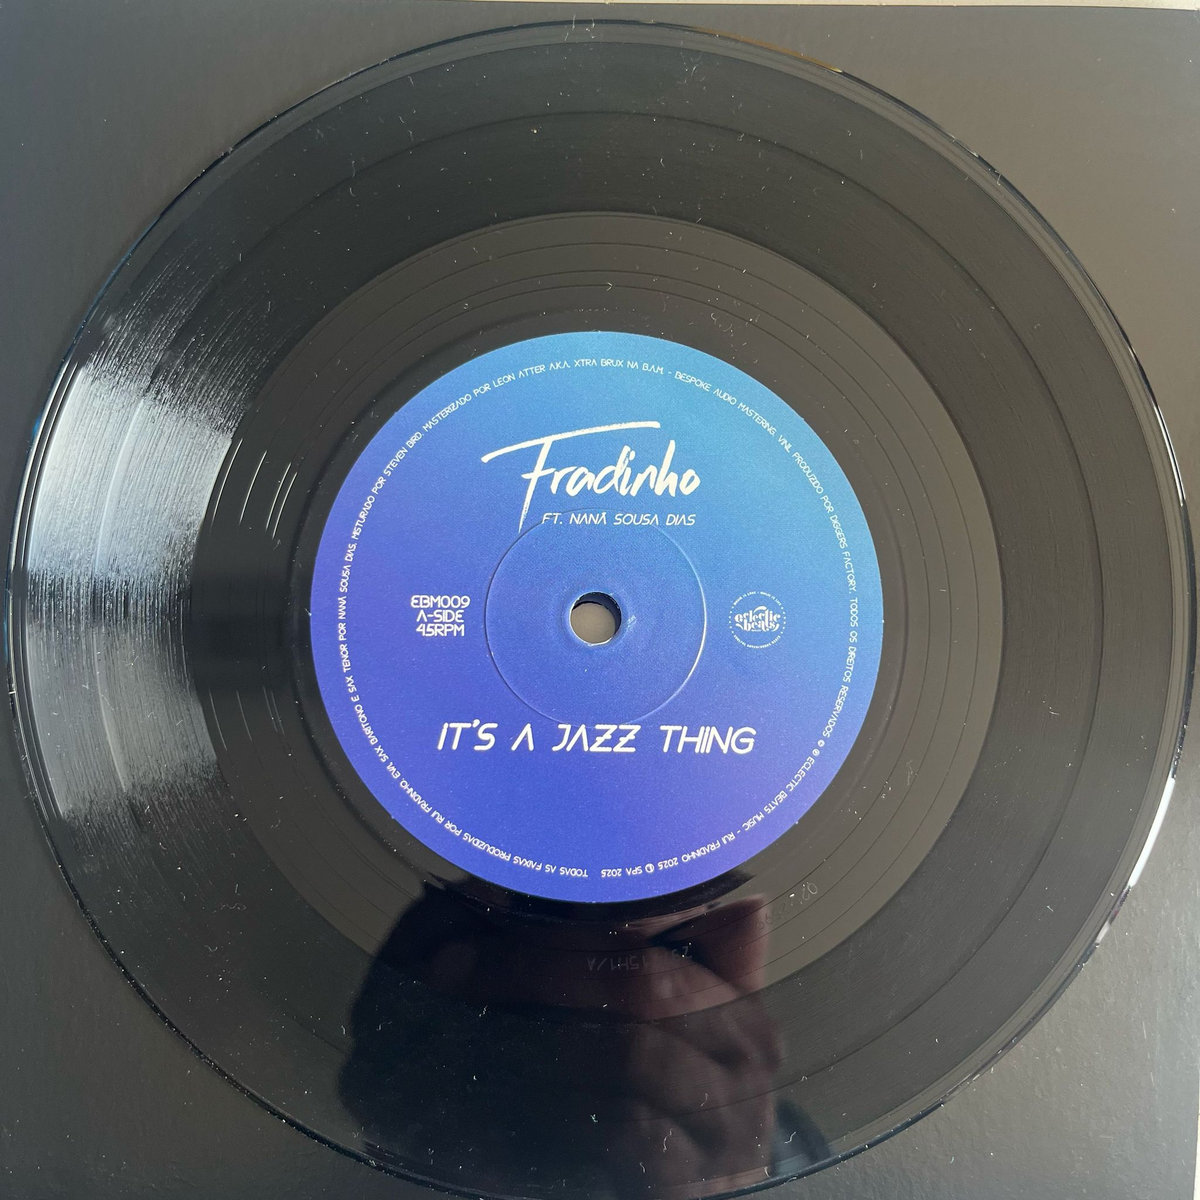 Fradinho
FT. NANÃ SOUSA DIAS
EBM009
A-SIDE
45RPM
eclectic
beats
IT'S A JAZZ THING
TODAS AS FAIXAS PRODUZIDAS POR RUI FRADINHO. EWI, SAX BARÍTONO E SAX TENOR POR NANÃ SOUSA DIAS. MISTURADO POR STEVEN BIRD. MASTERIZADO POR LEON ATTER A.K.A. XTRA BRUX NA B.A.M. - BESPOKE AUDIO MASTERING. VINIL PRODUZIDO POR DIGGERS FACTORY. TODOS OS DIREITOS RESERVADOS © ℗ ECLECTIC BEATS MUSIC - RUI FRADINHO 2025 Ⓛ SPA 2025